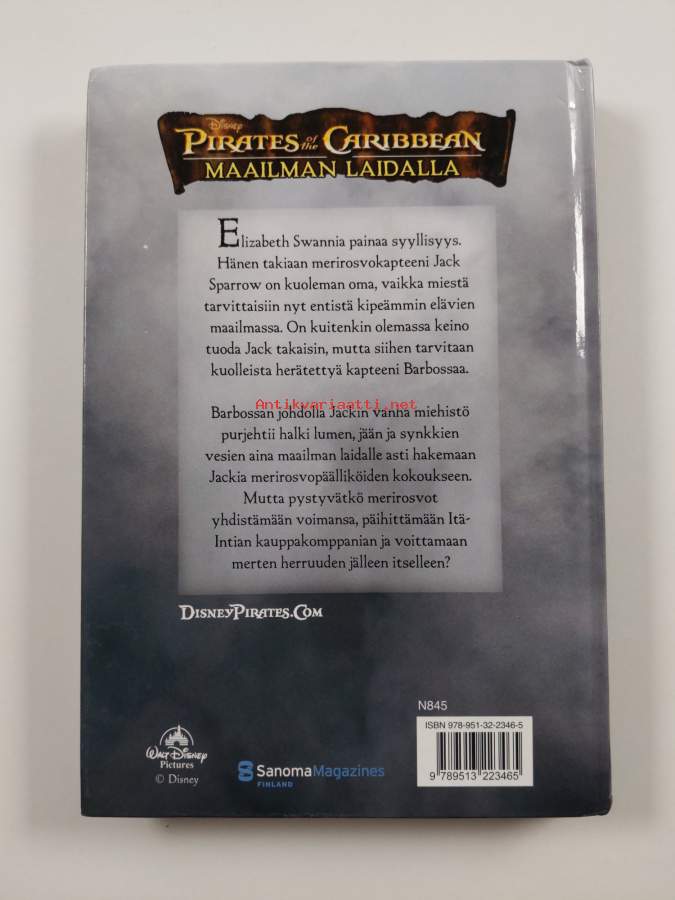 Disney
PIRATES of the CARIBBEAN
MAAILMAN LAIDALLA
Elizabeth Swannia painaa syyllisyys.
Hänen takiaan merirosvokapteeni Jack
Sparrow on kuoleman oma, vaikka miestä
tarvittaisiin nyt entistä kipeämmin elävien
maailmassa. On kuitenkin olemassa keino
tuoda Jack takaisin, mutta siihen tarvitaan
kuolleista herätettyä kapteeni Barbossaa.
Antikvariaatti.net
Barbossan johdolla Jackin vanha miehistö
purjehtii halki lumen, jään ja synkkien
vesien aina maailman laidalle asti hakemaan
Jackia merirosvopäälliköiden kokoukseen.
Mutta pystyvätkö merirosvot
yhdistämään voimansa, päihittämään Itä-
Intian kauppakomppanian ja voittamaan
merten herruuden jälleen itselleen?
DISNEYPIRATES.COM
N845
ISBN 978-951-32-2346-5
9 789513 223465
WALT DISNEY
Pictures
© Disney
SanomaMagazines
FINLAND